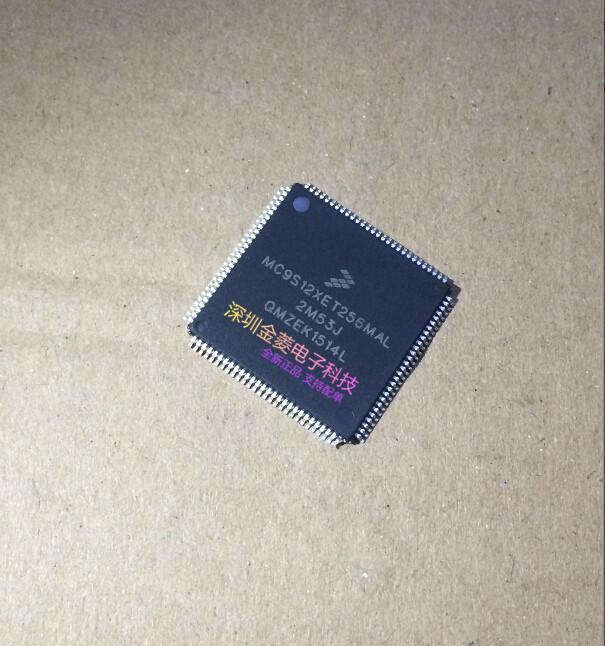 MC9S12XET256MAL
2M53J
QMZEK1514L
深圳金菱电子科技
全新正品 支持配单